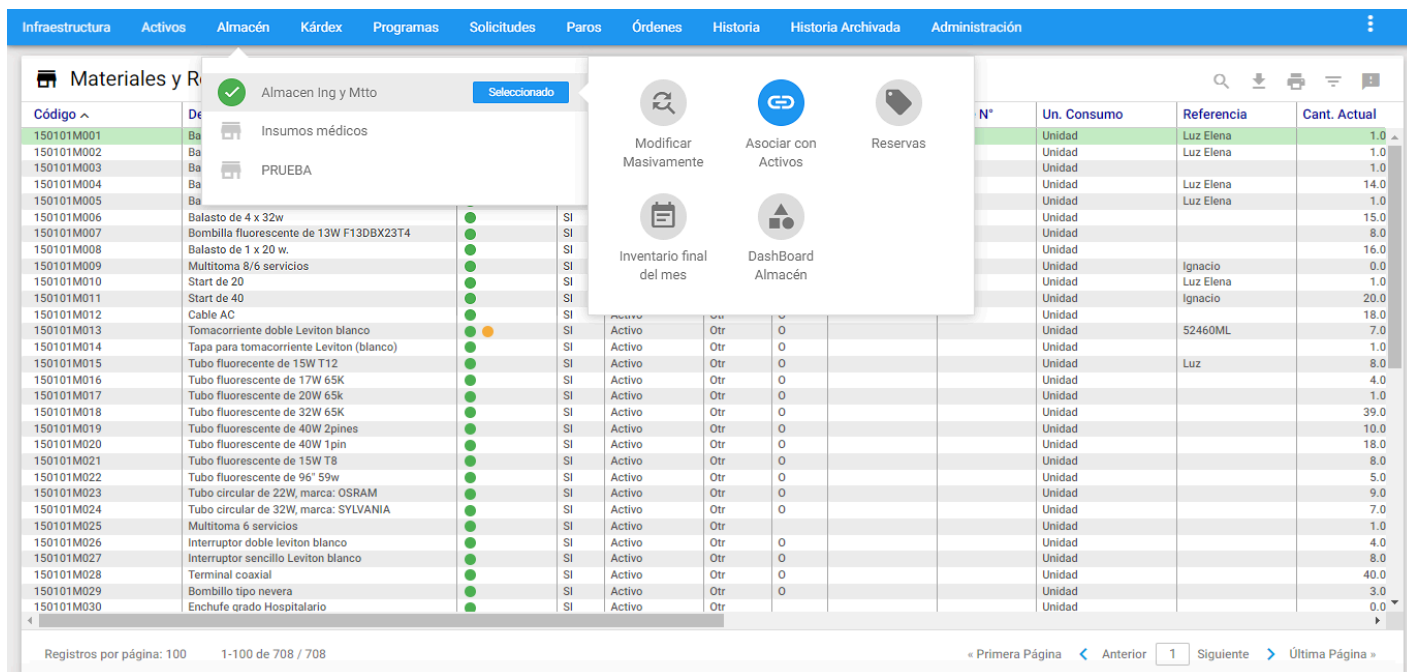 Infraestructura Activos Almacén Kárdex Programas Solicitudes Paros Órdenes Historia Historia Archivada Administración
Materiales y R
Almacen Ing y Mtto Seleccionado
Insumos médicos
PRUEBA
Modificar Masivamente
Asociar con Activos
Reservas
Inventario final del mes
DashBoard Almacén
Código De N° Un. Consumo Referencia Cant. Actual
150101M001 Ba Unidad Luz Elena 1.0
150101M002 Ba Unidad Luz Elena 1.0
150101M003 Ba Unidad 1.0
150101M004 Ba Unidad Luz Elena 14.0
150101M005 Ba Unidad Luz Elena 1.0
150101M006 Balasto de 4 x 32w SI Unidad 15.0
150101M007 Bombilla fluorescente de 13W F13DBX23T4 SI Unidad 8.0
150101M008 Balasto de 1 x 20 w. SI Unidad 16.0
150101M009 Multitoma 8/6 servicios SI Unidad Ignacio 0.0
150101M010 Start de 20 SI Unidad Luz Elena 1.0
150101M011 Start de 40 SI Unidad Ignacio 20.0
150101M012 Cable AC SI Activo Otr O Unidad 18.0
150101M013 Tomacorriente doble Leviton blanco SI Activo Otr O Unidad 52460ML 7.0
150101M014 Tapa para tomacorriente Leviton (blanco) SI Activo Otr O Unidad 1.0
150101M015 Tubo fluorecente de 15W T12 SI Activo Otr O Unidad Luz 8.0
150101M016 Tubo fluorescente de 17W 65K SI Activo Otr O Unidad 4.0
150101M017 Tubo fluorescente de 20W 65k SI Activo Otr O Unidad 1.0
150101M018 Tubo fluorescente de 32W 65K SI Activo Otr O Unidad 39.0
150101M019 Tubo fluorescente de 40W 2pines SI Activo Otr O Unidad 10.0
150101M020 Tubo fluorescente de 40W 1pin SI Activo Otr O Unidad 18.0
150101M021 Tubo fluorescente de 15W T8 SI Activo Otr O Unidad 8.0
150101M022 Tubo fluorescente de 96" 59w SI Activo Otr O Unidad 5.0
150101M023 Tubo circular de 22W, marca: OSRAM SI Activo Otr O Unidad 9.0
150101M024 Tubo circular de 32W, marca: SYLVANIA SI Activo Otr O Unidad 7.0
150101M025 Multitoma 6 servicios SI Activo Otr Unidad 1.0
150101M026 Interruptor doble leviton blanco SI Activo Otr O Unidad 4.0
150101M027 Interruptor sencillo Leviton blanco SI Activo Otr O Unidad 8.0
150101M028 Terminal coaxial SI Activo Otr O Unidad 40.0
150101M029 Bombillo tipo nevera SI Activo Otr O Unidad 3.0
150101M030 Enchufe grado Hospitalario SI Activo Otr Unidad 0.0
Registros por página: 100 1-100 de 708 / 708 « Primera Página Anterior 1 Siguiente Última Página »